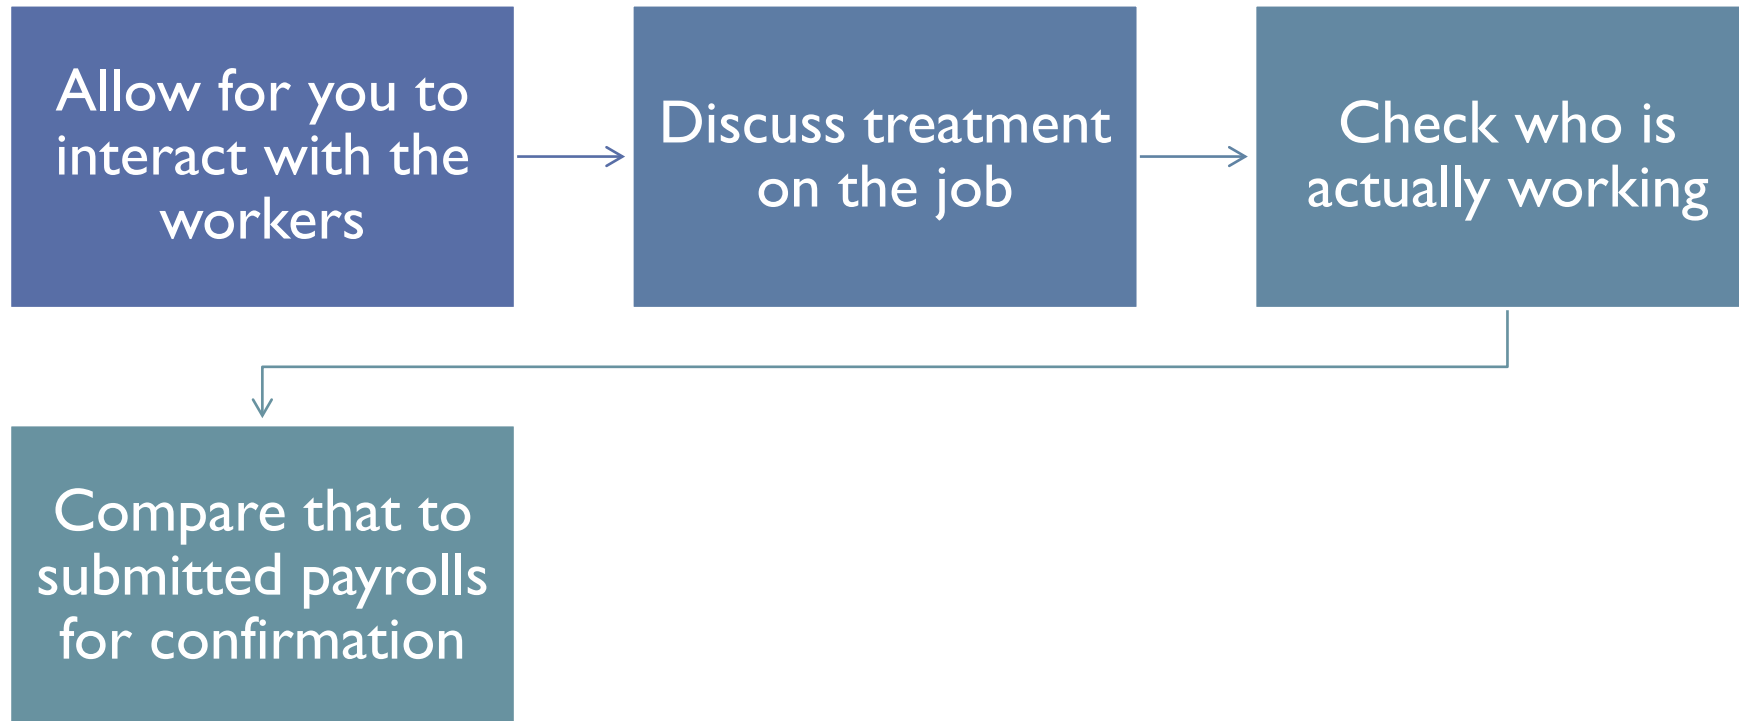 Allow for you to
interact with the
workers
Discuss treatment
on the job
Check who is
actually working
Compare that to
submitted payrolls
for confirmation